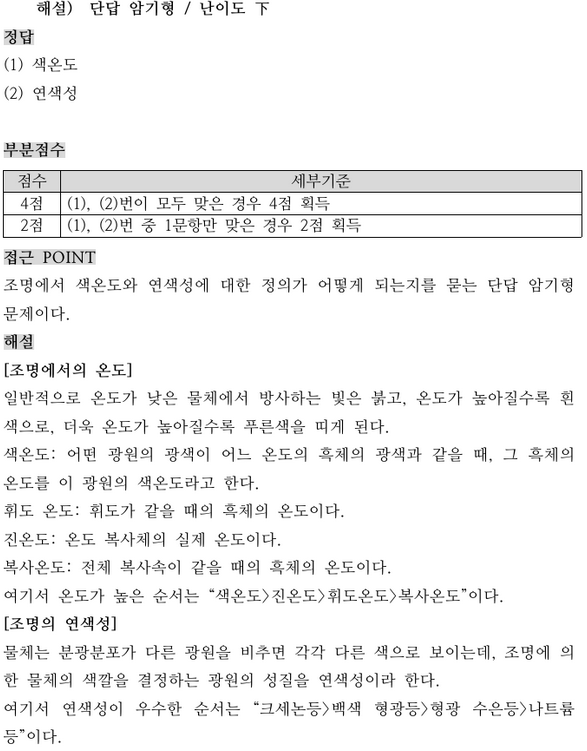 해설) 단답 암기형 / 난이도 下
정답
(1) 색온도
(2) 연색성
부분점수
점수 세부기준
4점 (1), (2)번이 모두 맞은 경우 4점 획득
2점 (1), (2)번 중 1문항만 맞은 경우 2점 획득
접근 POINT
조명에서 색온도와 연색성에 대한 정의가 어떻게 되는지를 묻는 단답 암기형
문제이다.
해설
[조명에서의 온도]
일반적으로 온도가 낮은 물체에서 방사하는 빛은 붉고, 온도가 높아질수록 흰
색으로, 더욱 온도가 높아질수록 푸른색을 띠게 된다.
색온도: 어떤 광원의 광색이 어느 온도의 흑체의 광색과 같을 때, 그 흑체의
온도를 이 광원의 색온도라고 한다.
휘도 온도: 휘도가 같을 때의 흑체의 온도이다.
진온도: 온도 복사체의 실제 온도이다.
복사온도: 전체 복사속이 같을 때의 흑체의 온도이다.
여기서 온도가 높은 순서는 “색온도>진온도>휘도온도>복사온도”이다.
[조명의 연색성]
물체는 분광분포가 다른 광원을 비추면 각각 다른 색으로 보이는데, 조명에 의
한 물체의 색깔을 결정하는 광원의 성질을 연색성이라 한다.
여기서 연색성이 우수한 순서는 “크세논등>백색 형광등>형광 수은등>나트륨
등”이다.